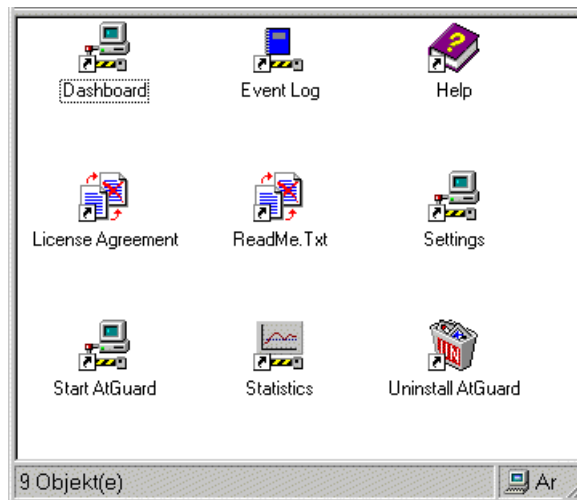 Dashboard
Event Log
Help
License Agreement
ReadMe.Txt
Settings
Start AtGuard
Statistics
Uninstall AtGuard
9 Objekt(e)
Ar